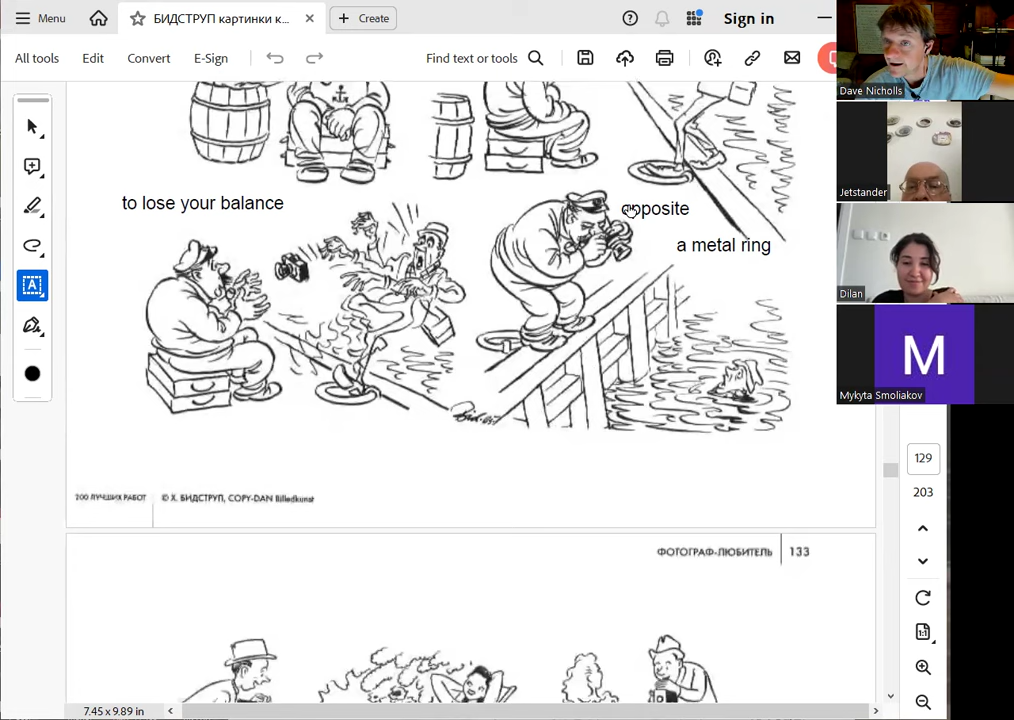 Menu
БИДСТРУП картинки к...
Create
Sign in
All tools
Edit
Convert
E-Sign
Find text or tools
Dave Nicholls
Jetstander
Dilan
M
Mykyta Smoliakov
A
to lose your balance
opposite
a metal ring
129
203
1:1
200 ЛУЧШИХ РАБОТ
© Х. БИДСТРУП, COPY-DAN Billedkunst
ФОТОГРАФ-ЛЮБИТЕЛЬ
133
7.45 x 9.89 in